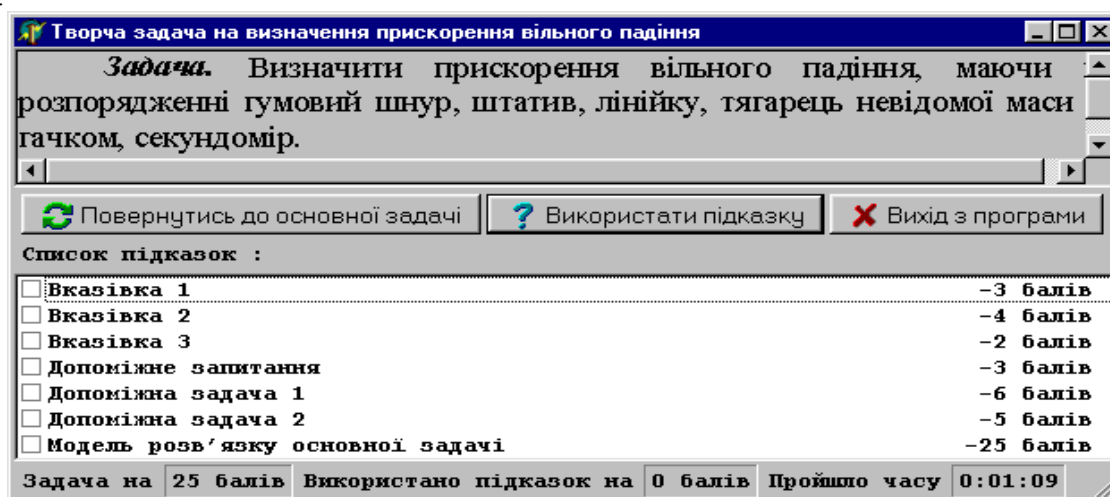 Творча задача на визначення прискорення вільного падіння
Задача. Визначити прискорення вільного падіння, маючи
розпорядженні гумовий шнур, штатив, лінійку, тягарець невідомої маси
гачком, секундомір.
Повернутись до основної задачі Використати підказку Вихід з програми
Список підказок :
Вказівка 1 -3 балів
Вказівка 2 -4 балів
Вказівка 3 -2 балів
Допоміжне запитання -3 балів
Допоміжна задача 1 -6 балів
Допоміжна задача 2 -5 балів
Модель розв'язку основної задачі -25 балів
Задача на 25 балів Використано підказок на 0 балів Пройшло часу 0:01:09